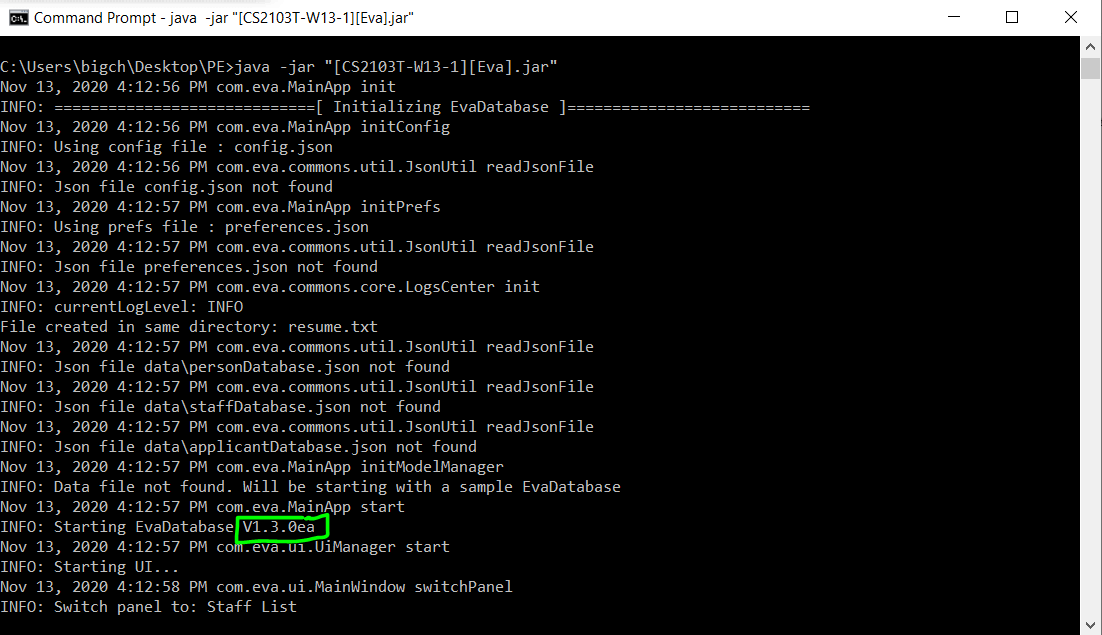 Command Prompt - java  -jar "[CS2103T-W13-1][Eva].jar"
C:\Users\bigch\Desktop\PE>java -jar "[CS2103T-W13-1][Eva].jar"
Nov 13, 2020 4:12:56 PM com.eva.MainApp init
INFO: =============================[ Initializing EvaDatabase ]===========================
Nov 13, 2020 4:12:56 PM com.eva.MainApp initConfig
INFO: Using config file : config.json
Nov 13, 2020 4:12:56 PM com.eva.commons.util.JsonUtil readJsonFile
INFO: Json file config.json not found
Nov 13, 2020 4:12:57 PM com.eva.MainApp initPrefs
INFO: Using prefs file : preferences.json
Nov 13, 2020 4:12:57 PM com.eva.commons.util.JsonUtil readJsonFile
INFO: Json file preferences.json not found
Nov 13, 2020 4:12:57 PM com.eva.commons.core.LogsCenter init
INFO: currentLogLevel: INFO
File created in same directory: resume.txt
Nov 13, 2020 4:12:57 PM com.eva.commons.util.JsonUtil readJsonFile
INFO: Json file data\personDatabase.json not found
Nov 13, 2020 4:12:57 PM com.eva.commons.util.JsonUtil readJsonFile
INFO: Json file data\staffDatabase.json not found
Nov 13, 2020 4:12:57 PM com.eva.commons.util.JsonUtil readJsonFile
INFO: Json file data\applicantDatabase.json not found
Nov 13, 2020 4:12:57 PM com.eva.MainApp initModelManager
INFO: Data file not found. Will be starting with a sample EvaDatabase
Nov 13, 2020 4:12:57 PM com.eva.MainApp start
INFO: Starting EvaDatabase V1.3.0ea
Nov 13, 2020 4:12:57 PM com.eva.ui.UiManager start
INFO: Starting UI...
Nov 13, 2020 4:12:58 PM com.eva.ui.MainWindow switchPanel
INFO: Switch panel to: Staff List